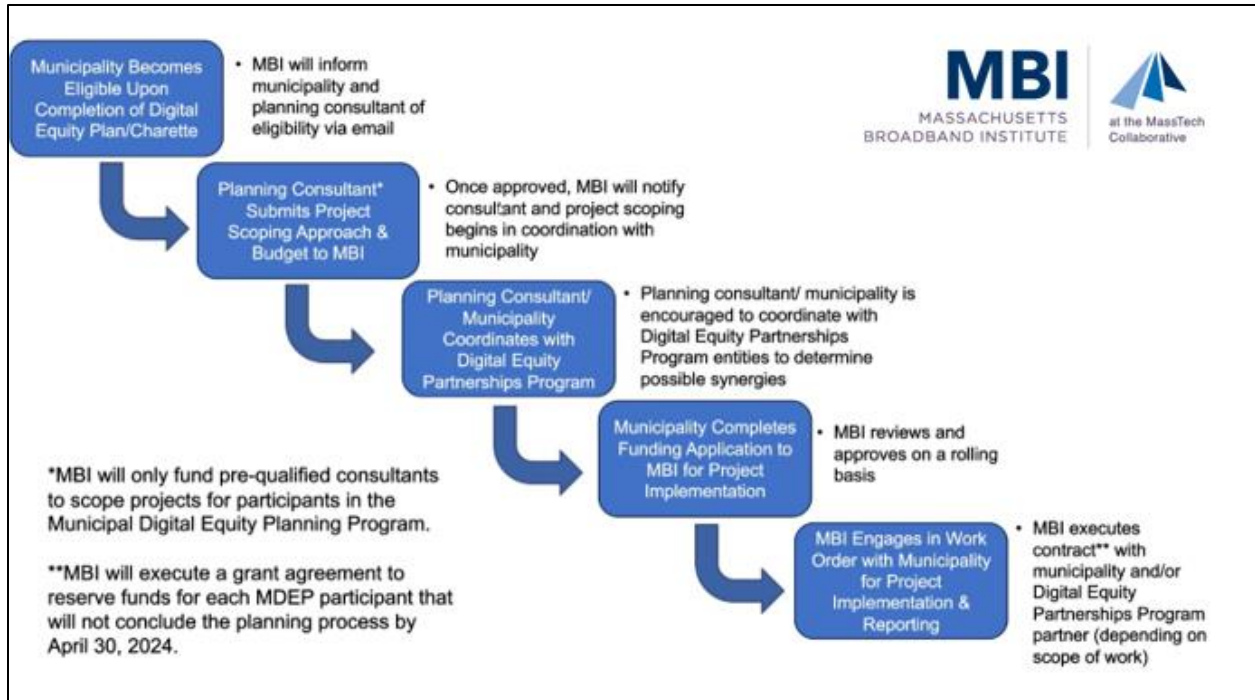 Municipality Becomes
Eligible Upon
Completion of Digital
Equity Plan/Charette
• MBI will inform
municipality and
planning consultant of
eligibility via email
MBI
MASSACHUSETTS
BROADBAND INSTITUTE
at the MassTech
Collaborative
Planning Consultant*
Submits Project
Scoping Approach &
Budget to MBI
• Once approved, MBI will notify
consultant and project scoping
begins in coordination with
municipality
Planning Consultant/
Municipality
Coordinates with
Digital Equity
Partnerships Program
• Planning consultant/ municipality is
encouraged to coordinate with
Digital Equity Partnerships
Program entities to determine
possible synergies
Municipality Completes
Funding Application to
MBI for Project
Implementation
• MBI reviews and
approves on a rolling
basis
MBI Engages in Work
Order with Municipality
for Project
Implementation &
Reporting
• MBI executes
contract** with
municipality and/or
Digital Equity
Partnerships Program
partner (depending on
scope of work)
*MBI will only fund pre-qualified consultants
to scope projects for participants in the
Municipal Digital Equity Planning Program.
**MBI will execute a grant agreement to
reserve funds for each MDEP participant that
will not conclude the planning process by
April 30, 2024.